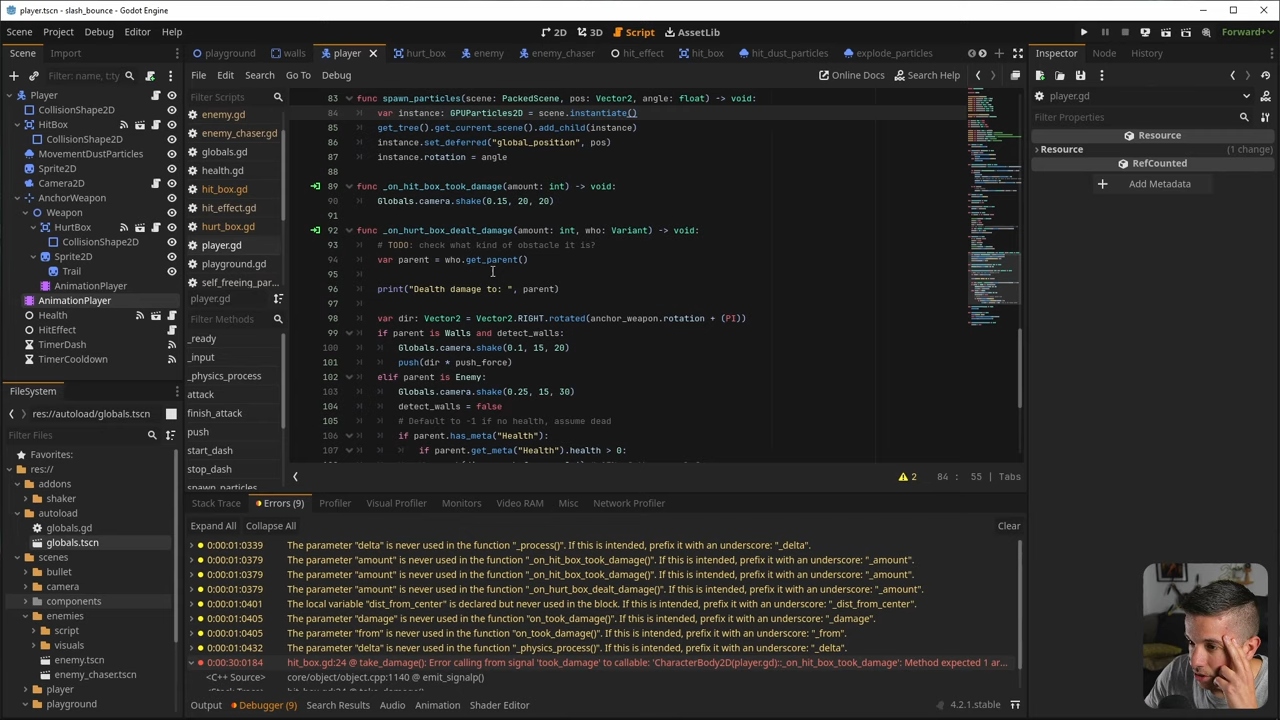 player.tscn - slash_bounce - Godot Engine
Scene Project Debug Editor Help
2D 3D Script AssetLib
Forward+
Scene Import
playground walls player hurt_box enemy enemy_chaser hit_effect hit_box hit_dust_particles explode_particles
Inspector Node History
Filter: name, t:ty
File Edit Search Go To Debug
Online Docs Search Help
Player
CollisionShape2D
HitBox
CollisionShape2D
MovementDustParticles
Sprite2D
Camera2D
AnchorWeapon
Weapon
HurtBox
CollisionShape2D
Sprite2D
Trail
AnimationPlayer
AnimationPlayer
Health
HitEffect
TimerDash
TimerCooldown
Filter Scripts
enemy.gd
enemy_chaser.gd
globals.gd
health.gd
hit_box.gd
hit_effect.gd
hurt_box.gd
player.gd
playground.gd
self_freeing_pa
player.gd
Filter Methods
_ready
_input
_physics_process
attack
finish_attack
push
start_dash
stop_dash
spawn_particles
83 func spawn_particles(scene: PackedScene, pos: Vector2, angle: float) -> void:
84 var instance: GPUParticles2D = scene.instantiate()
85 get_tree().get_current_scene().add_child(instance)
86 instance.set_deferred("global_position", pos)
87 instance.rotation = angle
88
89 func _on_hit_box_took_damage(amount: int) -> void:
90 Globals.camera.shake(0.15, 20, 20)
91
92 func _on_hurt_box_dealt_damage(amount: int, who: Variant) -> void:
93 # TODO: check what kind of obstacle it is?
94 var parent = who.get_parent()
95
96 print("Dealth damage to: ", parent)
97
98 var dir: Vector2 = Vector2.RIGHT.rotated(anchor_weapon.rotation + (PI))
99 if parent is Walls and detect_walls:
100 Globals.camera.shake(0.1, 15, 20)
101 push(dir * push_force)
102 elif parent is Enemy:
103 Globals.camera.shake(0.25, 15, 30)
104 detect_walls = false
105 # Default to -1 if no health, assume dead
106 if parent.has_meta("Health"):
107 if parent.get_meta("Health").health > 0:
2 84 : 55 | Tabs
player.gd
Filter Properties
Resource
Resource (1 change)
RefCounted
Add Metadata
FileSystem
res://autoload/globals.tscn
Filter Files
Favorites:
res://
addons
shaker
autoload
globals.gd
globals.tscn
scenes
bullet
camera
components
enemies
script
visuals
enemy.tscn
enemy_chaser.tscn
player
playground
Stack Trace Errors (9) Profiler Visual Profiler Monitors Video RAM Misc Network Profiler
Expand All Collapse All Clear
0:00:01:0339 The parameter "delta" is never used in the function "_process()". If this is intended, prefix it with an underscore: "_delta".
0:00:01:0379 The parameter "amount" is never used in the function "_on_hit_box_took_damage()". If this is intended, prefix it with an underscore: "_amount".
0:00:01:0379 The parameter "amount" is never used in the function "_on_hit_box_took_damage()". If this is intended, prefix it with an underscore: "_amount".
0:00:01:0379 The parameter "amount" is never used in the function "_on_hurt_box_dealt_damage()". If this is intended, prefix it with an underscore: "_amount".
0:00:01:0401 The local variable "dist_from_center" is declared but never used in the block. If this is intended, prefix it with an underscore: "_dist_from_center".
0:00:01:0405 The parameter "damage" is never used in the function "on_took_damage()". If this is intended, prefix it with an underscore: "_damage".
0:00:01:0405 The parameter "from" is never used in the function "on_took_damage()". If this is intended, prefix it with an underscore: "_from".
0:00:01:0432 The parameter "delta" is never used in the function "_physics_process()". If this is intended, prefix it with an underscore: "_delta".
0:00:30:0184 hit_box.gd:24 @ take_damage(): Error calling from signal 'took_damage' to callable: 'CharacterBody2D(player.gd)::_on_hit_box_took_damage': Method expected 1 ar...
<C++ Source> core/object/object.cpp:1140 @ emit_signalp()
Output Debugger (9) Search Results Audio Animation Shader Editor
4.2.1.stable